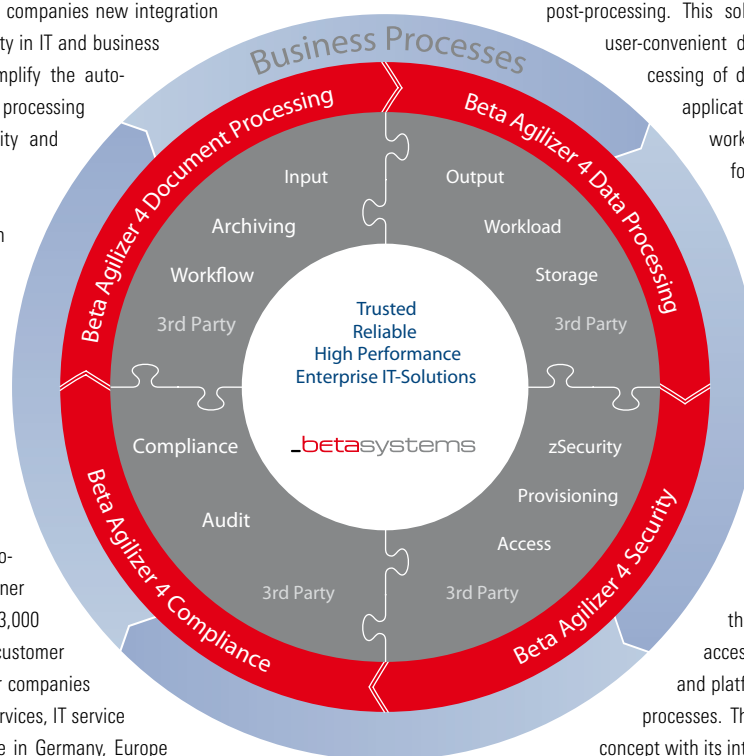 companies new integration
ty in IT and business
mplify the auto-
processing
ity and
post-processing. This sol
user-convenient d
cessing of d
applicat
work
fo
Business Processes
Beta Agilizer 4 Document Processing
Beta Agilizer 4 Data Processing
Input
Archiving
Workflow
3rd Party
Output
Workload
Storage
3rd Party
Trusted
Reliable
High Performance
Enterprise IT-Solutions
_betasystems
Compliance
Audit
3rd Party
zSecurity
Provisioning
Access
3rd Party
Beta Agilizer 4 Compliance
Beta Agilizer 4 Security
o-
ner
3,000
customer
r companies
rvices, IT service
e in Germany, Europe
th
acces
and platf
processes. Th
concept with its int